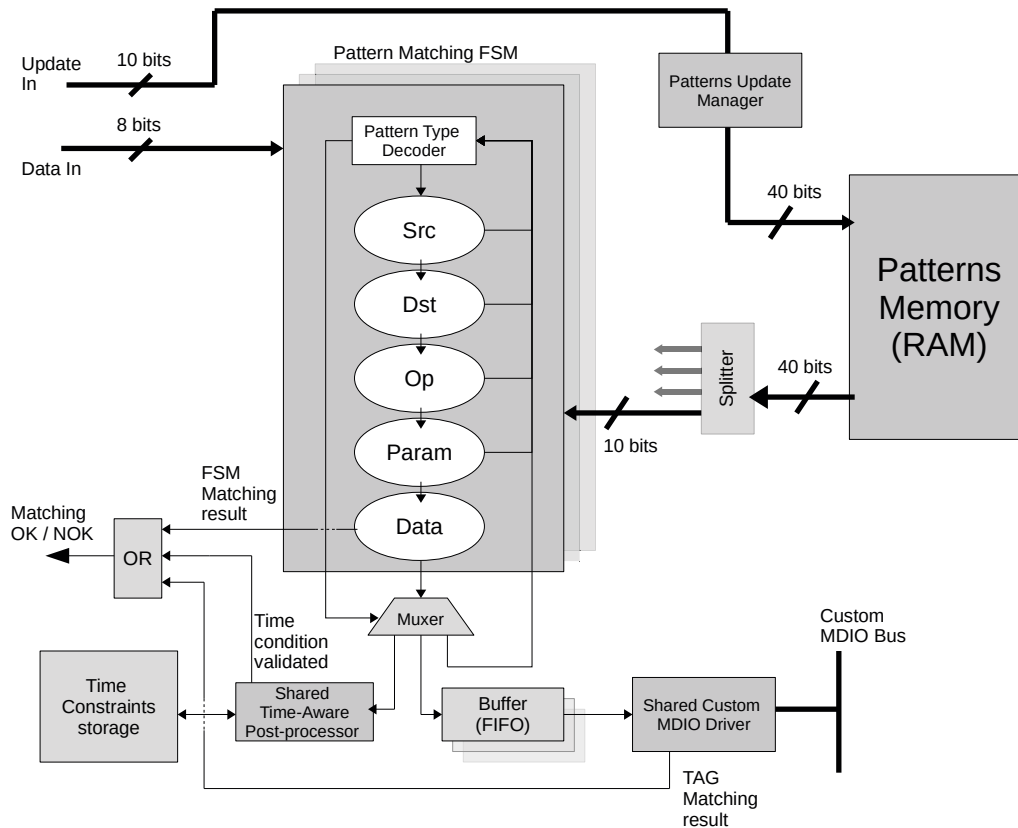 Update
In
10 bits
Pattern Matching FSM
Patterns Update
Manager
8 bits
Data In
Pattern Type
Decoder
40 bits
Src
Dst
Op
Param
Data
Patterns
Memory
(RAM)
Splitter
40 bits
10 bits
FSM
Matching
result
Matching
OK / NOK
OR
Muxer
Time
condition
validated
Custom
MDIO Bus
Time
Constraints
storage
Shared
Time-Aware
Post-processor
Buffer
(FIFO)
Shared Custom
MDIO Driver
TAG
Matching
result